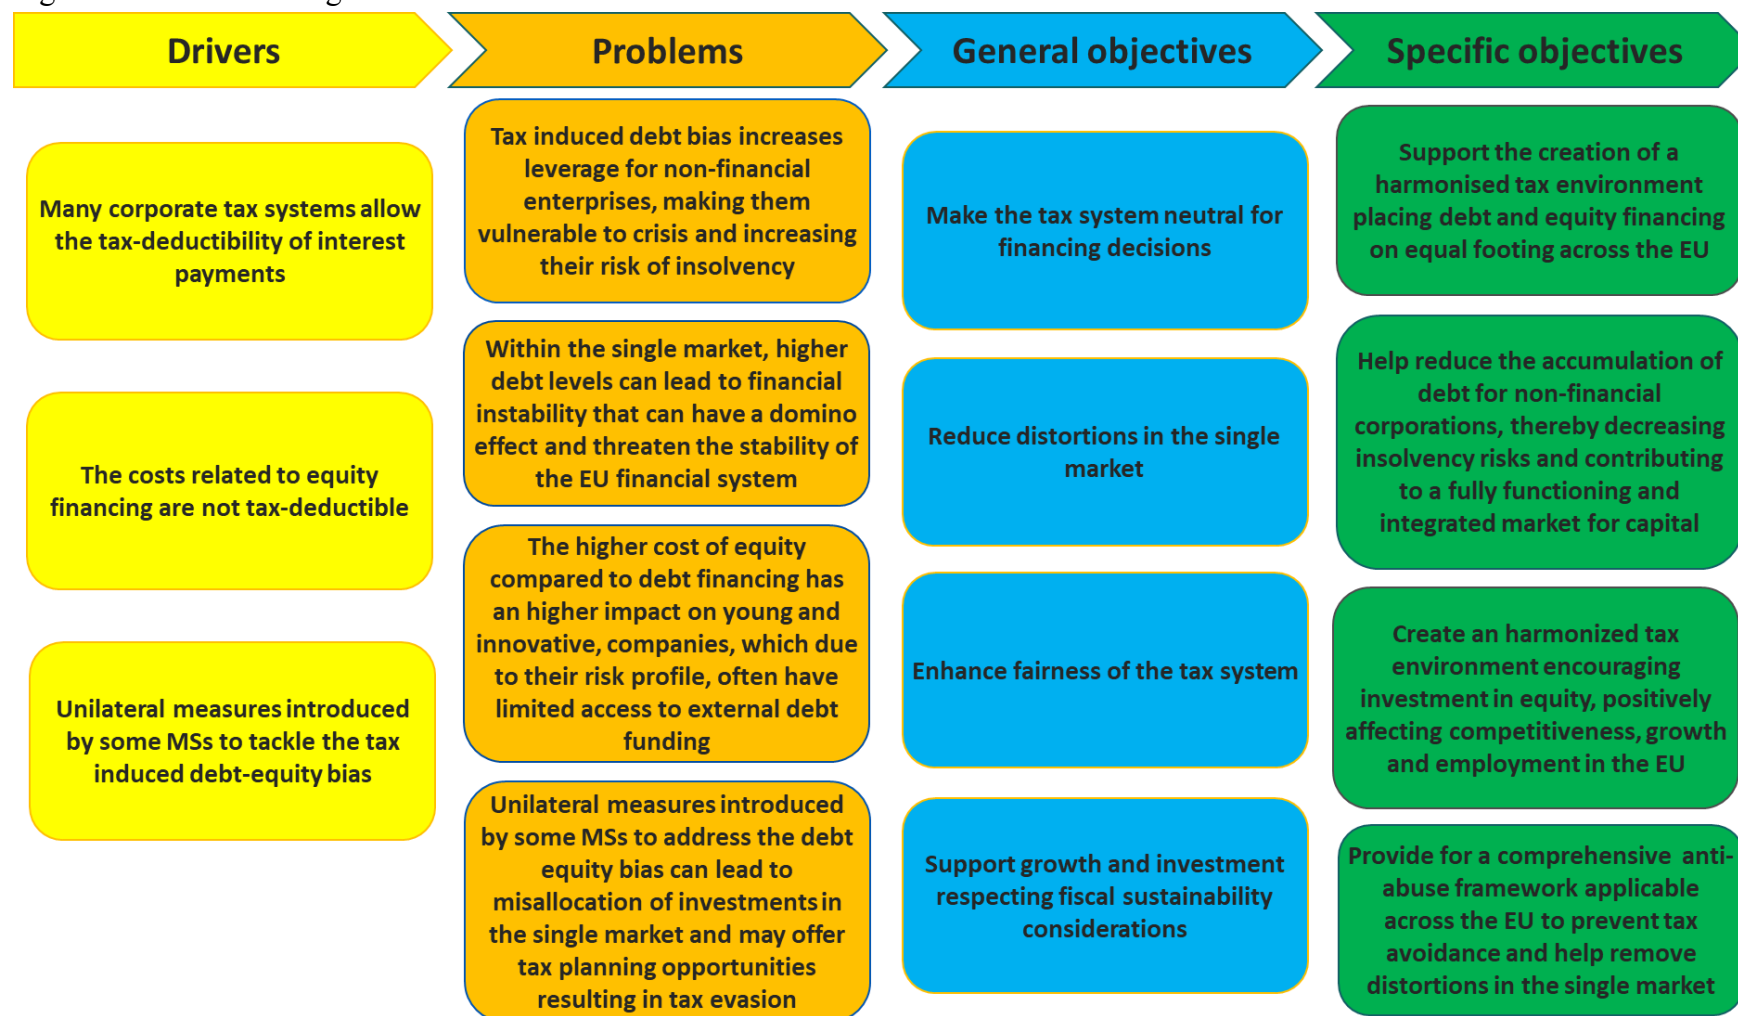 Drivers
Problems
General objectives
Specific objectives
Many corporate tax systems allow
the tax-deductibility of interest
payments
The costs related to equity
financing are not tax-deductible
Unilateral measures introduced
by some MSs to tackle the tax
induced debt-equity bias
Tax induced debt bias increases
leverage for non-financial
enterprises, making them
vulnerable to crisis and increasing
their risk of insolvency
Within the single market, higher
debt levels can lead to financial
instability that can have a domino
effect and threaten the stability of
the EU financial system
The higher cost of equity
compared to debt financing has
an higher impact on young and
innovative, companies, which due
to their risk profile, often have
limited access to external debt
funding
Unilateral measures introduced
by some MSs to address the debt
equity bias can lead to
misallocation of investments in
the single market and may offer
tax planning opportunities
resulting in tax evasion
Make the tax system neutral for
financing decisions
Reduce distortions in the single
market
Enhance fairness of the tax system
Support growth and investment
respecting fiscal sustainability
considerations
Support the creation of a
harmonised tax environment
placing debt and equity financing
on equal footing across the EU
Help reduce the accumulation of
debt for non-financial
corporations, thereby decreasing
insolvency risks and contributing
to a fully functioning and
integrated market for capital
Create an harmonized tax
environment encouraging
investment in equity, positively
affecting competitiveness, growth
and employment in the EU
Provide for a comprehensive anti-
abuse framework applicable
across the EU to prevent tax
avoidance and help remove
distortions in the single market